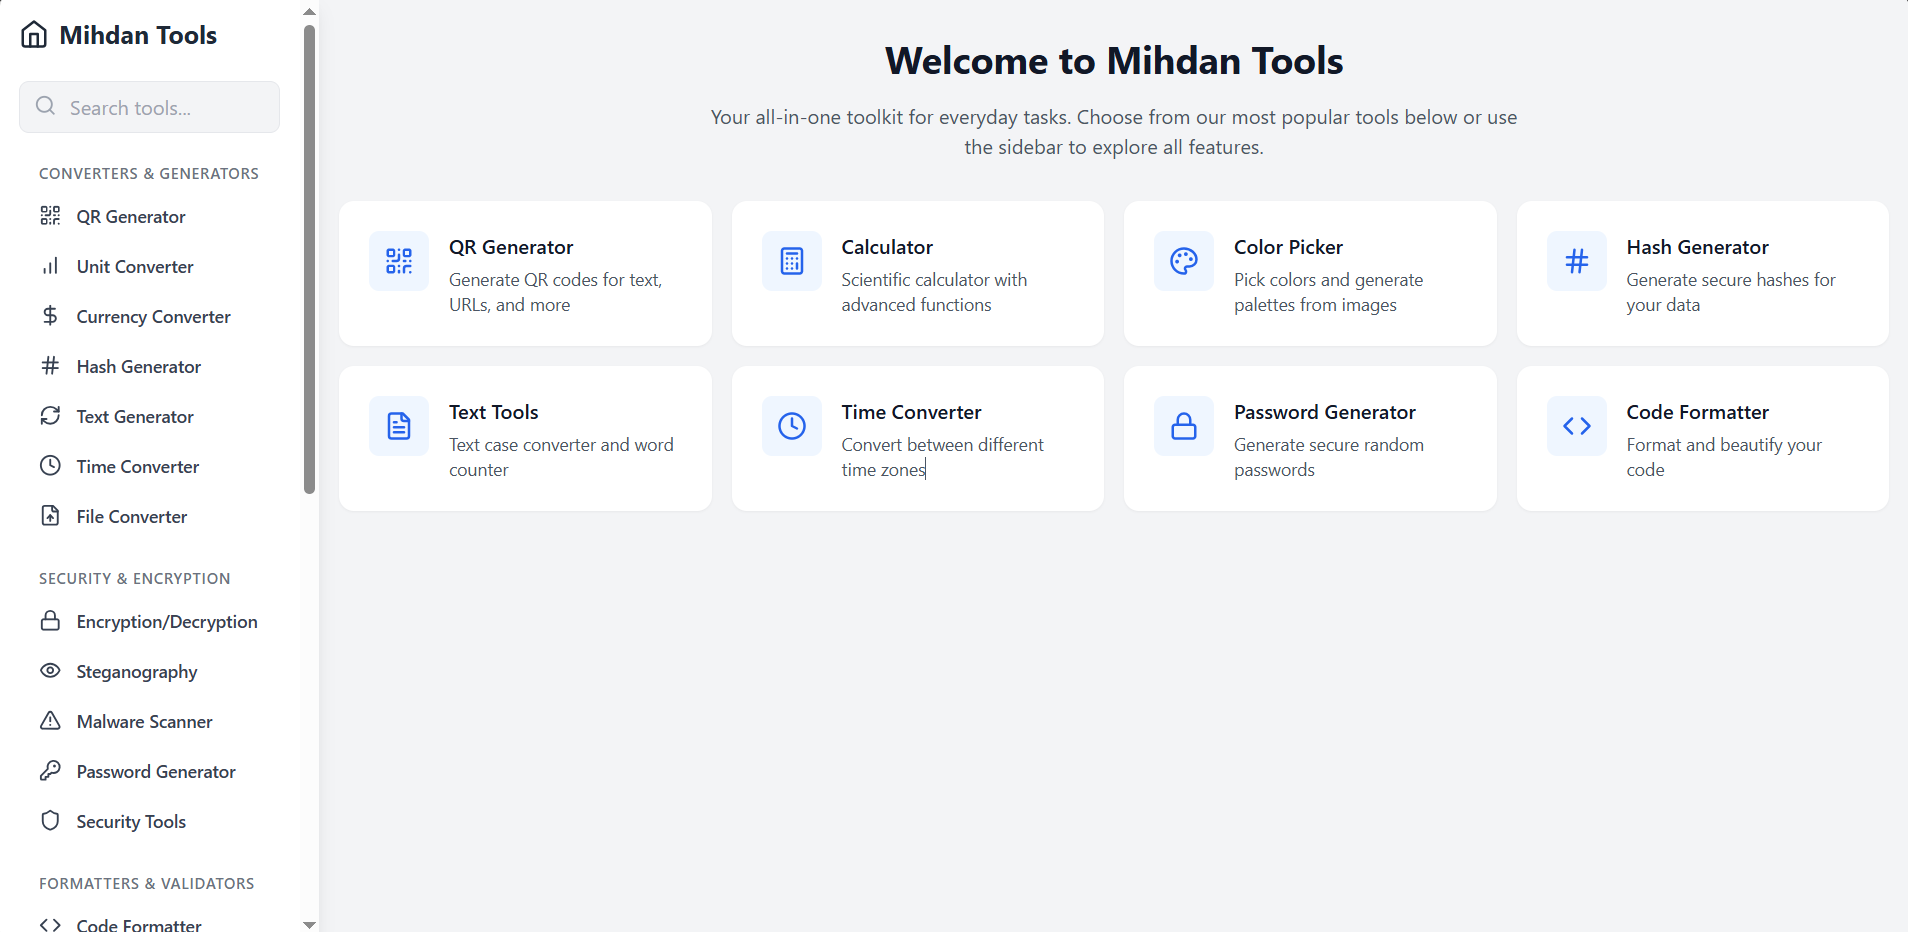 Mihdan Tools
Search tools...
CONVERTERS & GENERATORS
QR Generator
Unit Converter
Currency Converter
Hash Generator
Text Generator
Time Converter
File Converter
SECURITY & ENCRYPTION
Encryption/Decryption
Steganography
Malware Scanner
Password Generator
Security Tools
FORMATTERS & VALIDATORS
Code Formatter
Welcome to Mihdan Tools
Your all-in-one toolkit for everyday tasks. Choose from our most popular tools below or use
the sidebar to explore all features.
QR Generator
Generate QR codes for text,
URLs, and more
Calculator
Scientific calculator with
advanced functions
Color Picker
Pick colors and generate
palettes from images
Hash Generator
Generate secure hashes for
your data
Text Tools
Text case converter and word
counter
Time Converter
Convert between different
time zones
Password Generator
Generate secure random
passwords
Code Formatter
Format and beautify your
code